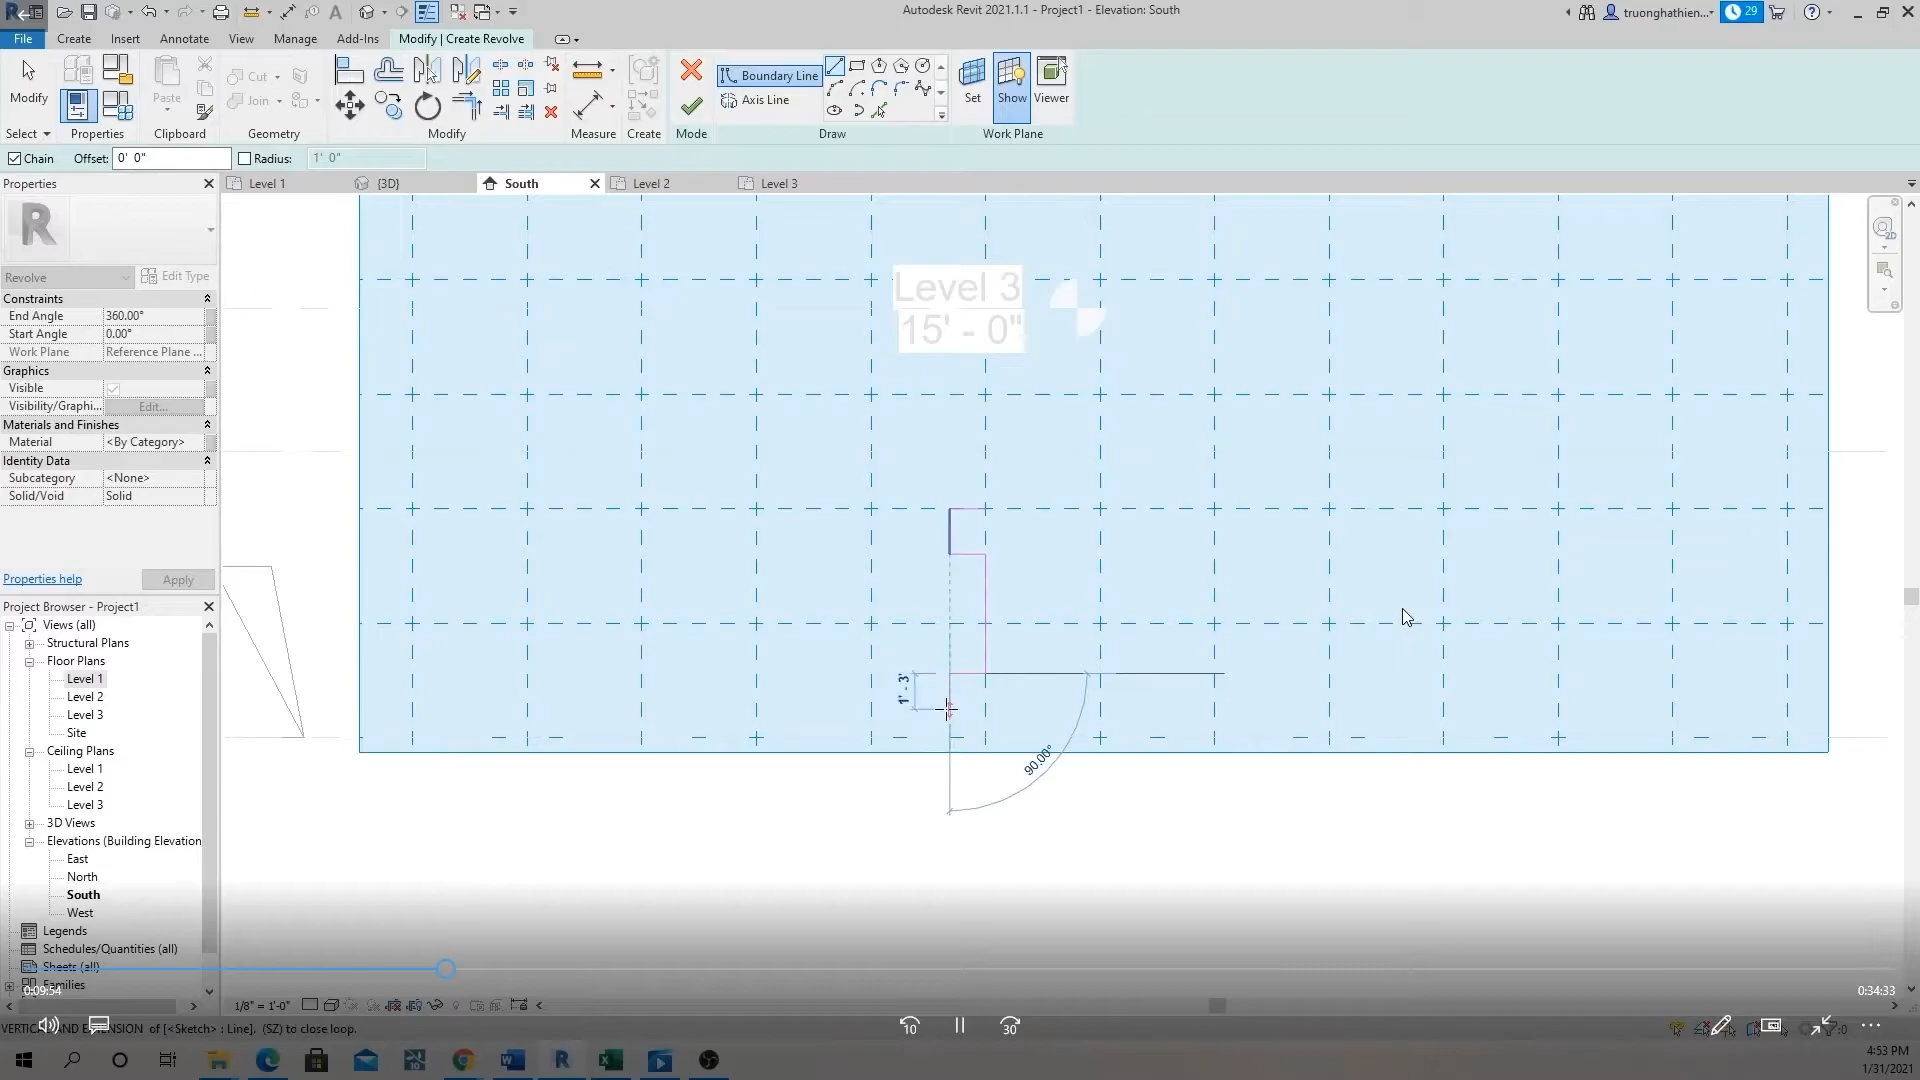 Autodesk Revit 2021.1.1 - Project1 - Elevation: South
truonghathien...
29
File Create Insert Annotate View Manage Add-Ins Modify | Create Revolve
Modify
Paste
Cut
Join
Boundary Line
Axis Line
Set Show Viewer
Select Properties Clipboard Geometry Modify Measure Create Mode Draw Work Plane
Chain Offset: 0' 0" Radius: 1' 0"
Properties
Level 1 {3D} South Level 2 Level 3
R
2D
Revolve Edit Type
Constraints
End Angle 360.00°
Start Angle 0.00°
Work Plane Reference Plane ...
Graphics
Visible
Visibility/Graphi... Edit...
Materials and Finishes
Material <By Category>
Identity Data
Subcategory <None>
Solid/Void Solid
Level 3
15' - 0"
Properties help Apply
Project Browser - Project1
Views (all)
Structural Plans
Floor Plans
Level 1
Level 2
Level 3
Site
Ceiling Plans
Level 1
Level 2
Level 3
3D Views
Elevations (Building Elevation
East
North
South
West
Legends
Schedules/Quantities (all)
Sheets (all)
Families
1' - 3"
90.00°
0:09:54
0:34:33
1/8" = 1'-0"
10
30
:0
4:53 PM
1/31/2021